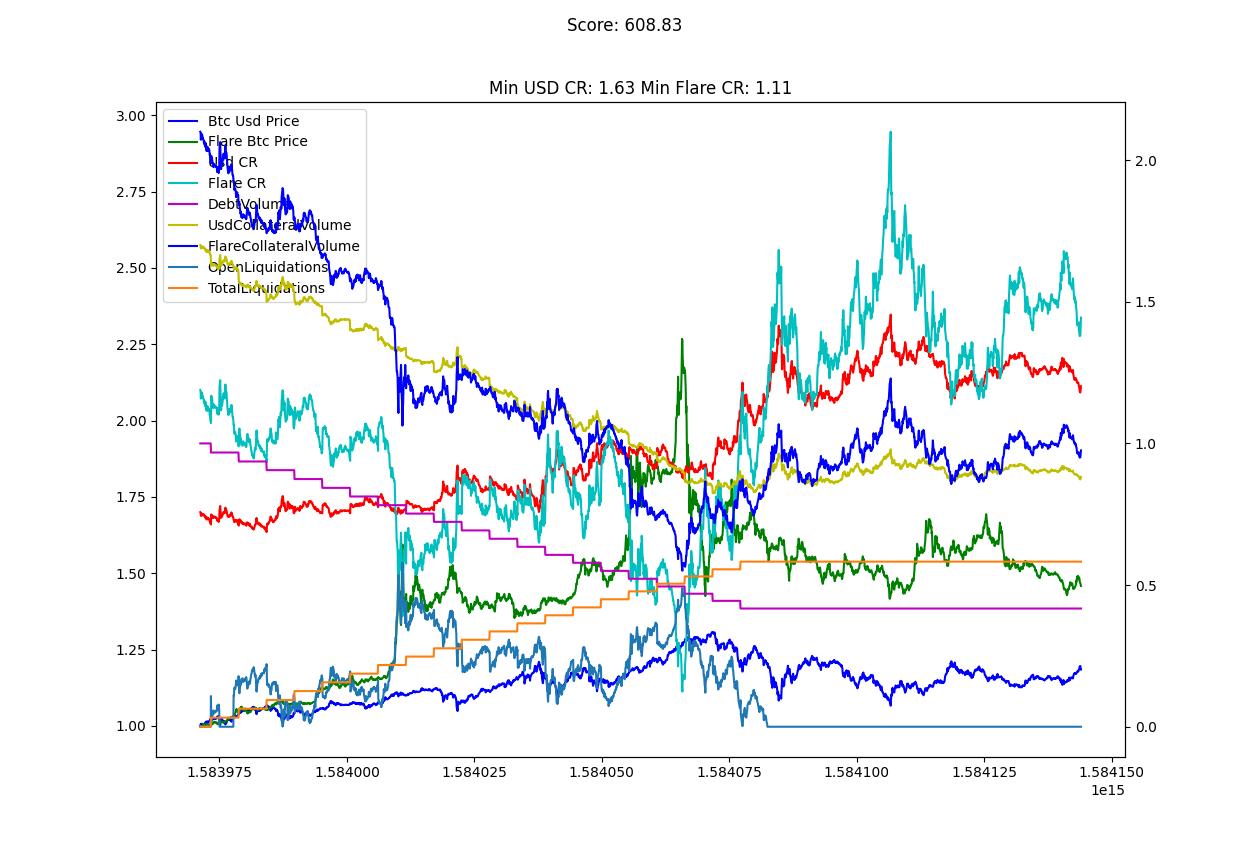 Score: 608.83
Min USD CR: 1.63 Min Flare CR: 1.11
Btc Usd Price
Flare Btc Price
Usd CR
Flare CR
DebtVolume
UsdCollateralVolume
FlareCollateralVolume
OpenLiquidations
TotalLiquidations
3.00
2.75
2.50
2.25
2.00
1.75
1.50
1.25
1.00
2.0
1.5
1.0
0.5
0.0
1.583975
1.584000
1.584025
1.584050
1.584075
1.584100
1.584125
1.584150
1e15